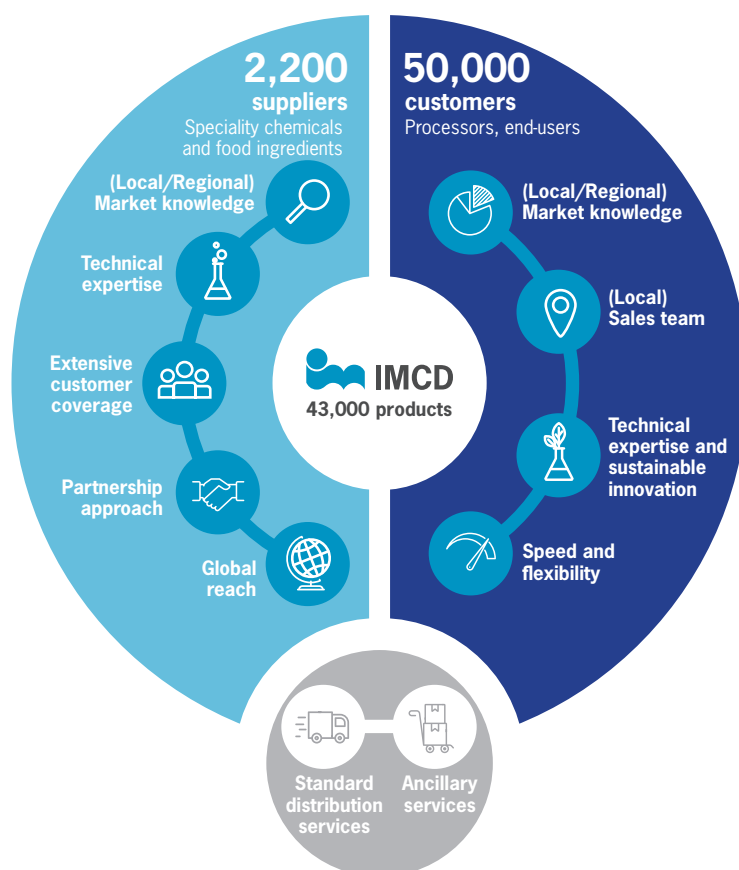 2,200
suppliers
Speciality chemicals
and food ingredients
(Local/Regional)
Market knowledge
Technical
expertise
Extensive
customer
coverage
Partnership
approach
Global
reach
50,000
customers
Processors, end-users
(Local/Regional)
Market knowledge
(Local)
Sales team
Technical
expertise and
sustainable
innovation
Speed and
flexibility
IMCD
43,000 products
Standard
distribution
services
Ancillary
services